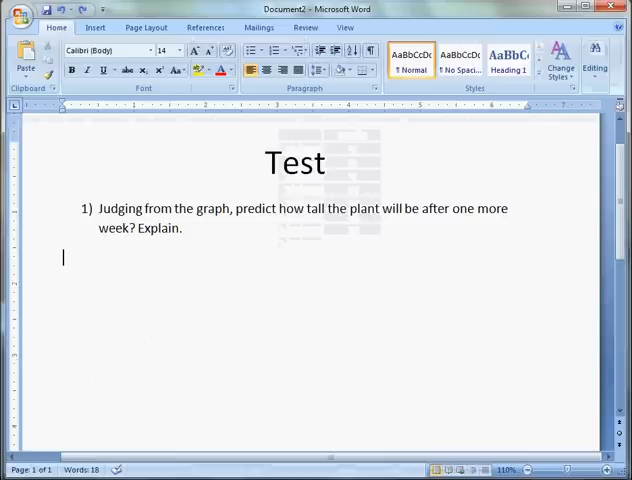 Document2 - Microsoft Word
Home Insert Page Layout References Mailings Review View
Calibri (Body) 14
Paste
AaBbCcDc AaBbCcDc AaBbC
¶ Normal ¶ No Spaci... Heading 1
Change Styles
Editing
Clipboard Font Paragraph Styles
Test
1) Judging from the graph, predict how tall the plant will be after one more
week? Explain.
Page: 1 of 1 Words: 18 110%